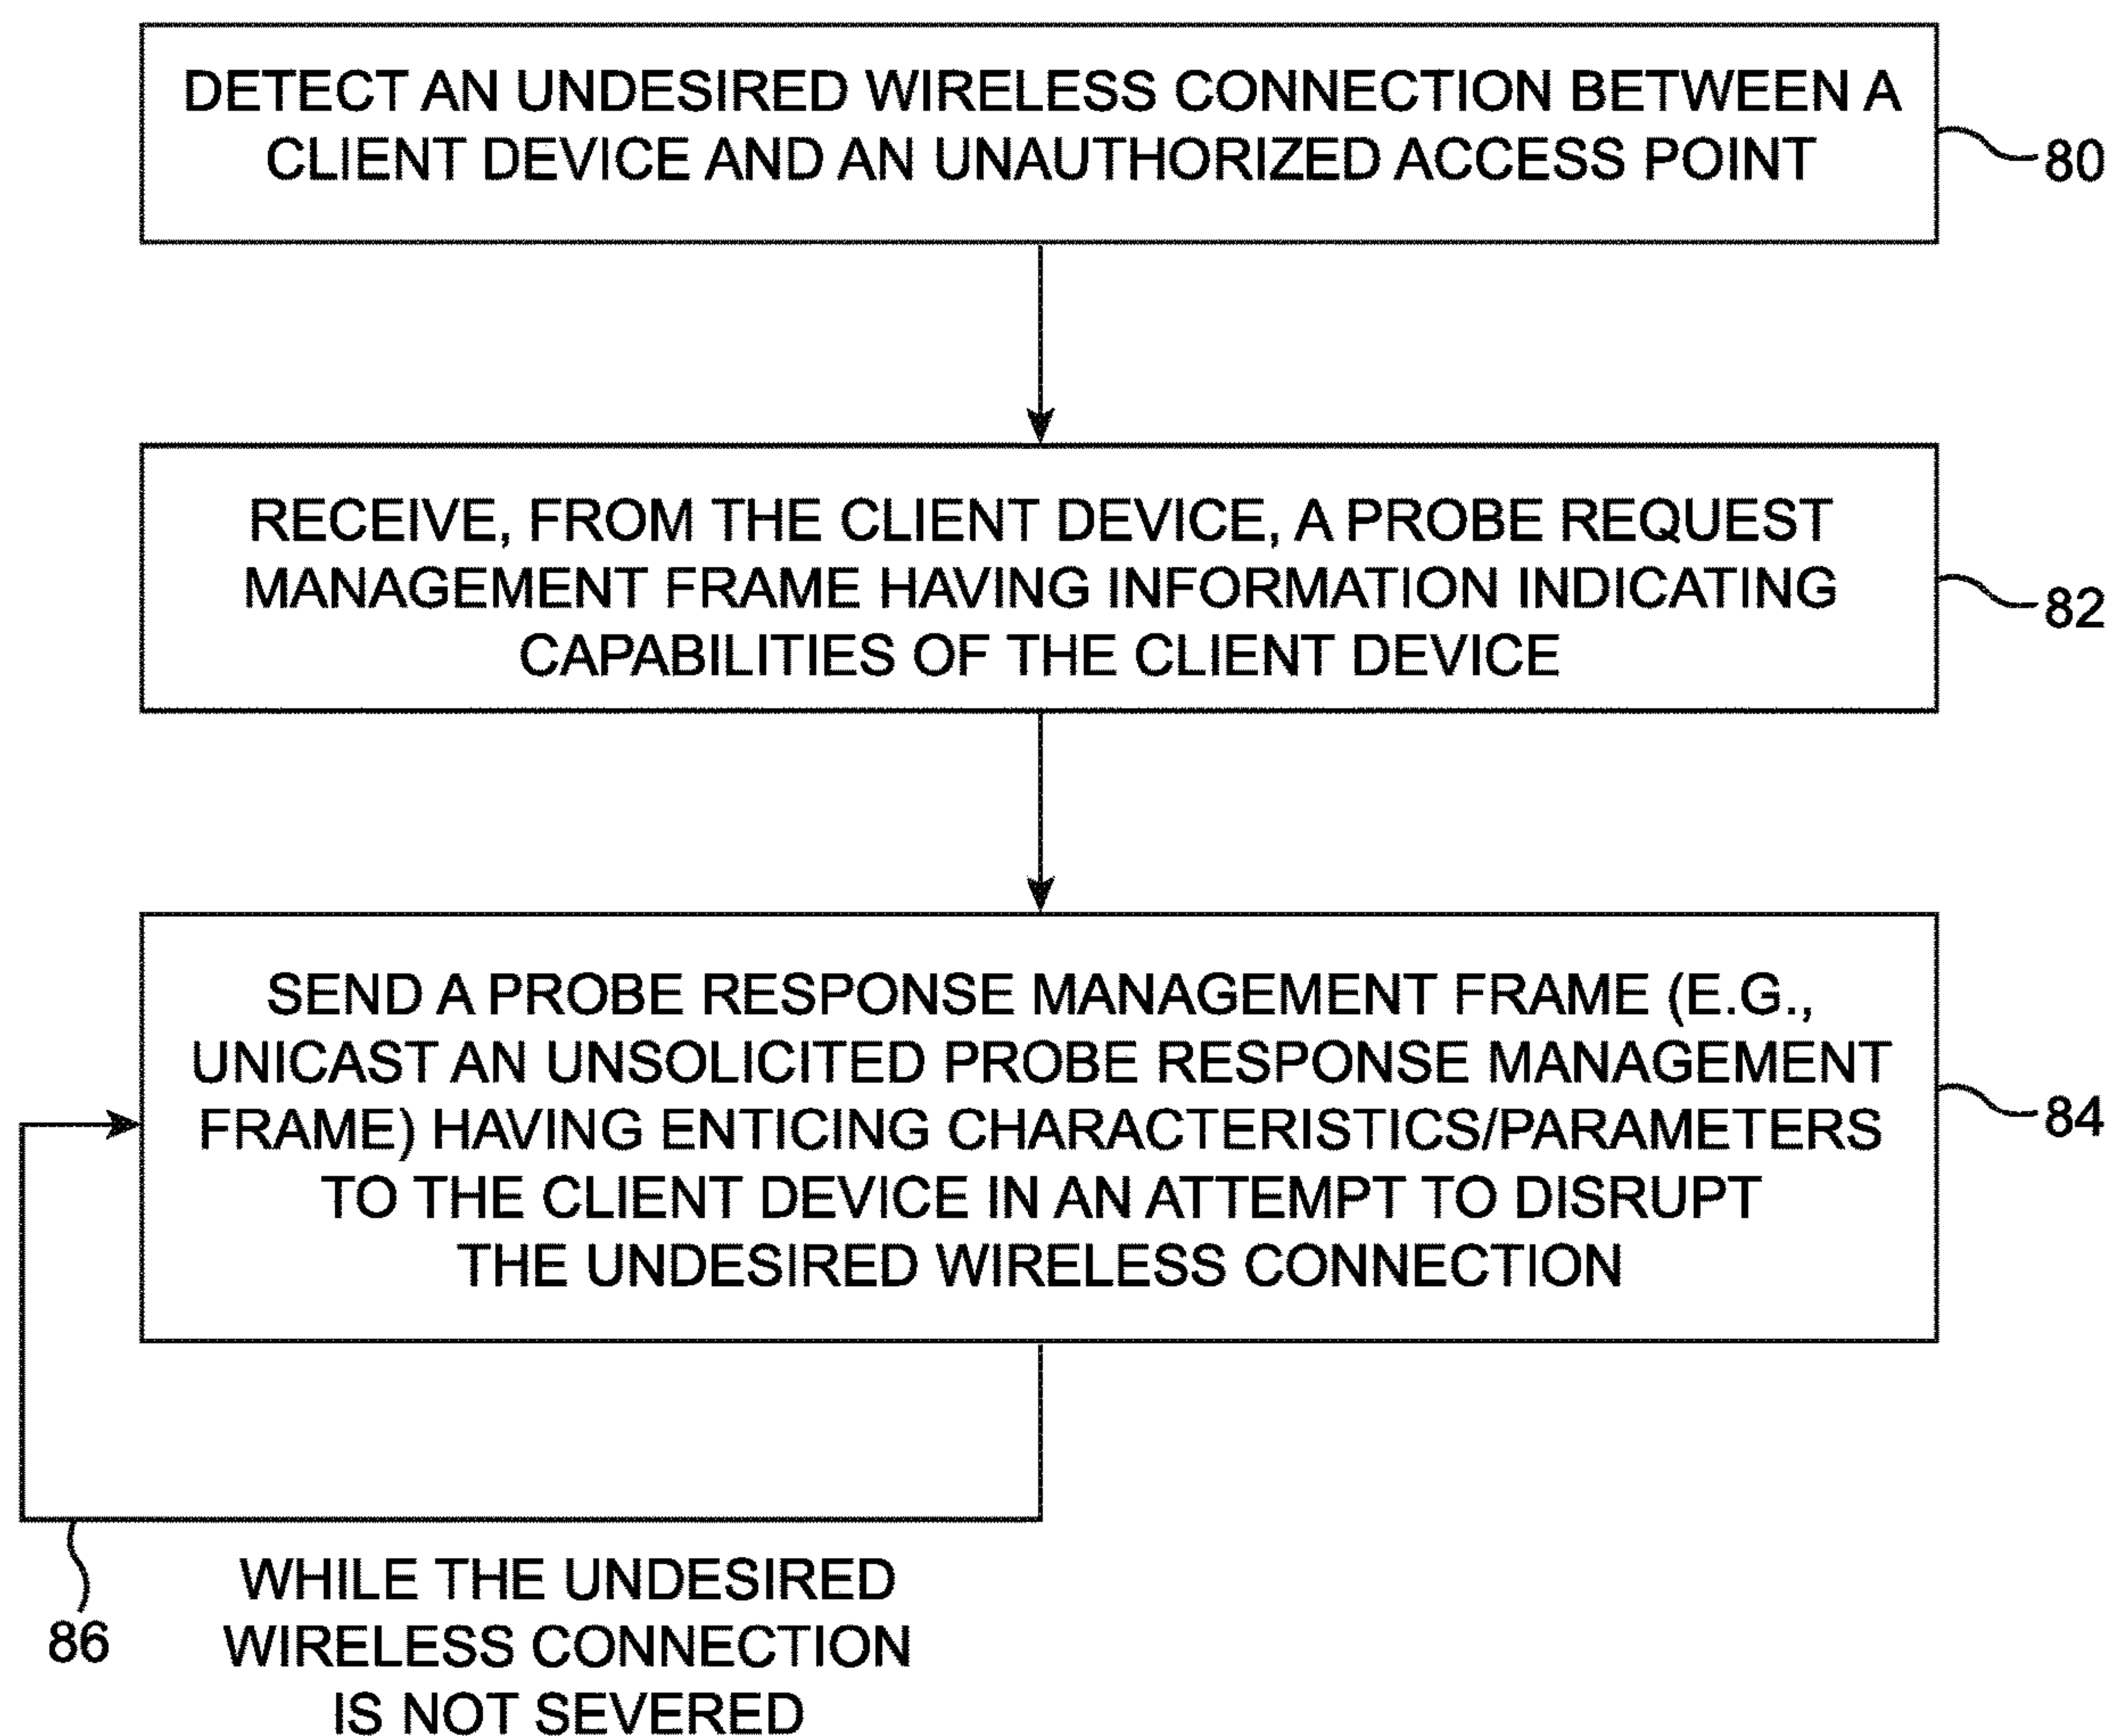 DETECT AN UNDESIRED WIRELESS CONNECTION BETWEEN A
CLIENT DEVICE AND AN UNAUTHORIZED ACCESS POINT
80
RECEIVE, FROM THE CLIENT DEVICE, A PROBE REQUEST
MANAGEMENT FRAME HAVING INFORMATION INDICATING
CAPABILITIES OF THE CLIENT DEVICE
82
SEND A PROBE RESPONSE MANAGEMENT FRAME (E.G.,
UNICAST AN UNSOLICITED PROBE RESPONSE MANAGEMENT
FRAME) HAVING ENTICING CHARACTERISTICS/PARAMETERS
TO THE CLIENT DEVICE IN AN ATTEMPT TO DISRUPT
THE UNDESIRED WIRELESS CONNECTION
84
86
WHILE THE UNDESIRED
WIRELESS CONNECTION
IS NOT SEVERED